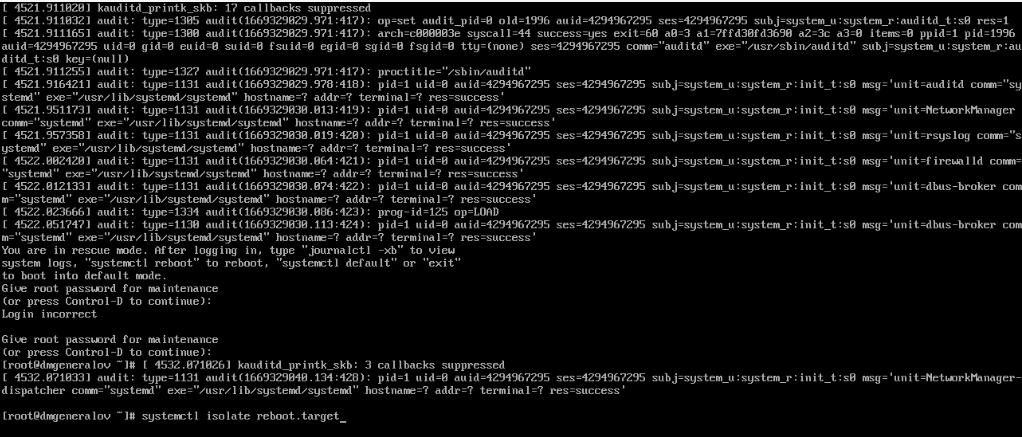 [ 4521.911020] kauditd_printk_skb: 17 callbacks suppressed
[ 4521.911032] audit: type=1305 audit(1669329029.971:417): op=set audit_pid=0 old=1996 auid=4294967295 ses=4294967295 subj=system_u:system_r:auditd_t:s0 res=1
[ 4521.911165] audit: type=1300 audit(1669329029.971:417): arch=c000003e syscall=44 success=yes exit=60 a0=3 a1=7ffd30fd3690 a2=3c a3=0 items=0 ppid=1 pid=1996
auid=4294967295 uid=0 gid=0 euid=0 suid=0 fsuid=0 egid=0 sgid=0 fsgid=0 tty=(none) ses=4294967295 comm="auditd" exe="/usr/sbin/auditd" subj=system_u:system_r:au
ditd_t:s0 key=(null)
[ 4521.911255] audit: type=1327 audit(1669329029.971:417): proctitle="/sbin/auditd"
[ 4521.916421] audit: type=1131 audit(1669329029.978:418): pid=1 uid=0 auid=4294967295 ses=4294967295 subj=system_u:system_r:init_t:s0 msg='unit=auditd comm="sy
stemd" exe="/usr/lib/systemd/systemd" hostname=? addr=? terminal=? res=success'
[ 4521.951173] audit: type=1131 audit(1669329030.013:419): pid=1 uid=0 auid=4294967295 ses=4294967295 subj=system_u:system_r:init_t:s0 msg='unit=NetworkManager
comm="systemd" exe="/usr/lib/systemd/systemd" hostname=? addr=? terminal=? res=success'
[ 4521.957358] audit: type=1131 audit(1669329030.019:420): pid=1 uid=0 auid=4294967295 ses=4294967295 subj=system_u:system_r:init_t:s0 msg='unit=rsyslog comm="s
ystemd" exe="/usr/lib/systemd/systemd" hostname=? addr=? terminal=? res=success'
[ 4522.002420] audit: type=1131 audit(1669329030.064:421): pid=1 uid=0 auid=4294967295 ses=4294967295 subj=system_u:system_r:init_t:s0 msg='unit=firewalld comm=
"systemd" exe="/usr/lib/systemd/systemd" hostname=? addr=? terminal=? res=success'
[ 4522.012133] audit: type=1131 audit(1669329030.074:422): pid=1 uid=0 auid=4294967295 ses=4294967295 subj=system_u:system_r:init_t:s0 msg='unit=dbus-broker com
m="systemd" exe="/usr/lib/systemd/systemd" hostname=? addr=? terminal=? res=success'
[ 4522.023666] audit: type=1334 audit(1669329030.086:423): prog-id=125 op=LOAD
[ 4522.051747] audit: type=1130 audit(1669329030.113:424): pid=1 uid=0 auid=4294967295 ses=4294967295 subj=system_u:system_r:init_t:s0 msg='unit=dbus-broker com
m="systemd" exe="/usr/lib/systemd/systemd" hostname=? addr=? terminal=? res=success'
You are in rescue mode. After logging in, type "journalctl -xb" to view
system logs, "systemctl reboot" to reboot, "systemctl default" or "exit"
to boot into default mode.
Give root password for maintenance
(or press Control-D to continue):
Login incorrect
Give root password for maintenance
(or press Control-D to continue):
[root@dmgeneralov ~]# [ 4532.071026] kauditd_printk_skb: 3 callbacks suppressed
[ 4532.071033] audit: type=1131 audit(1669329040.134:428): pid=1 uid=0 auid=4294967295 ses=4294967295 subj=system_u:system_r:init_t:s0 msg='unit=NetworkManager-
dispatcher comm="systemd" exe="/usr/lib/systemd/systemd" hostname=? addr=? terminal=? res=success'
[root@dmgeneralov ~]# systemctl isolate reboot.target_